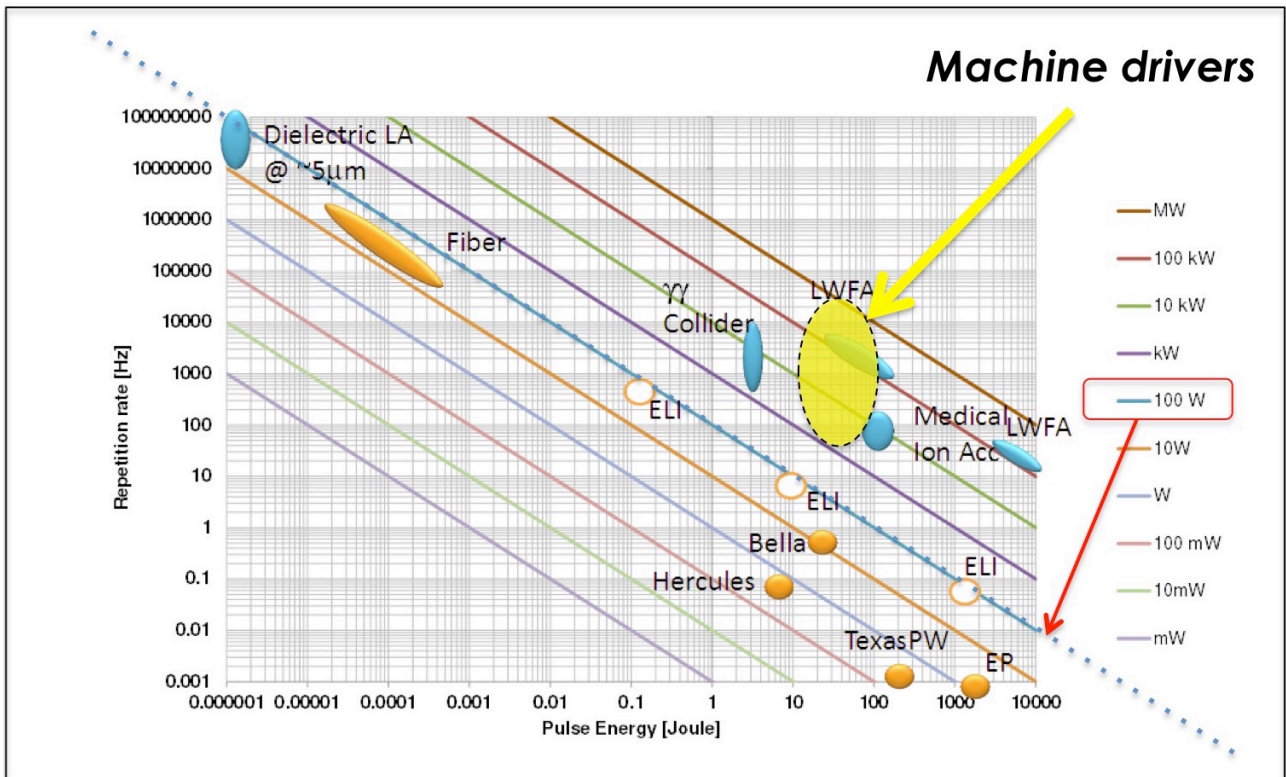 Machine drivers
Repetition rate [Hz]
100000000
10000000
1000000
100000
10000
1000
100
10
1
0.1
0.01
0.001
0.000001 0.00001 0.0001 0.001 0.01 0.1 1 10 100 1000 10000
Pulse Energy [Joule]
Dielectric LA
@ ~5μm
Fiber
γγ
Collider
LWFA
ELI
Medical
Ion Acc
LWFA
ELI
Bella
Hercules
ELI
TexasPW
EP
MW
100 kW
10 kW
kW
100 W
10W
W
100 mW
10mW
mW